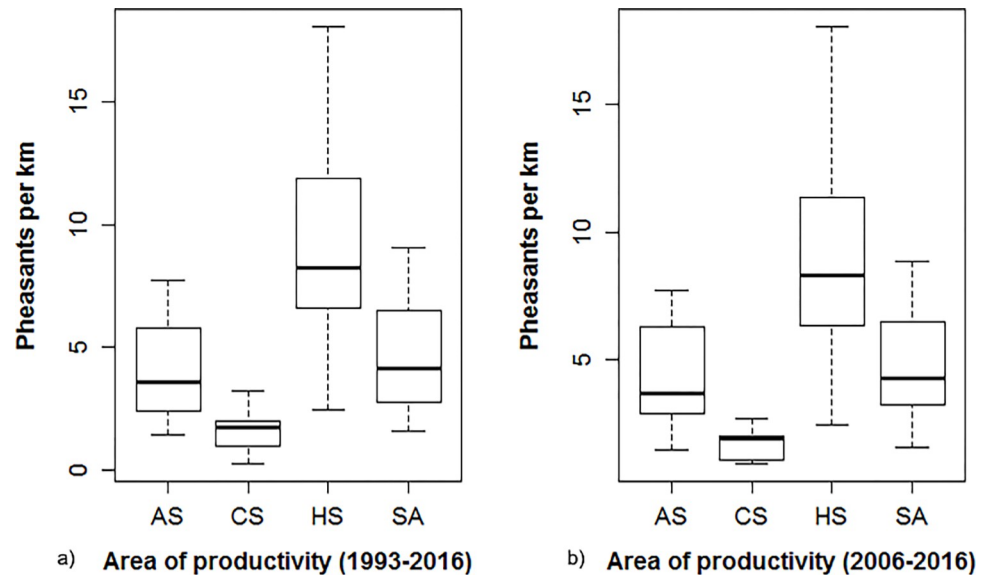 Pheasants per km
15
10
5
0
AS CS HS SA
a) Area of productivity (1993-2016)
Pheasants per km
15
10
5
AS CS HS SA
b) Area of productivity (2006-2016)